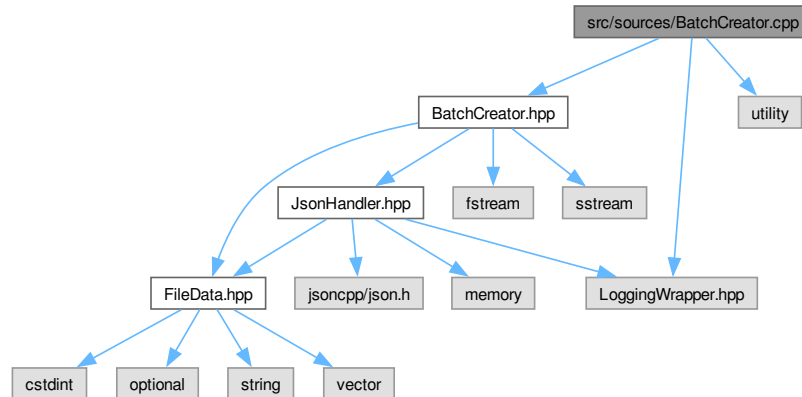 src/sources/BatchCreator.cpp
BatchCreator.hpp
utility
JsonHandler.hpp
fstream
sstream
FileData.hpp
jsoncpp/json.h
memory
LoggingWrapper.hpp
cstdint
optional
string
vector